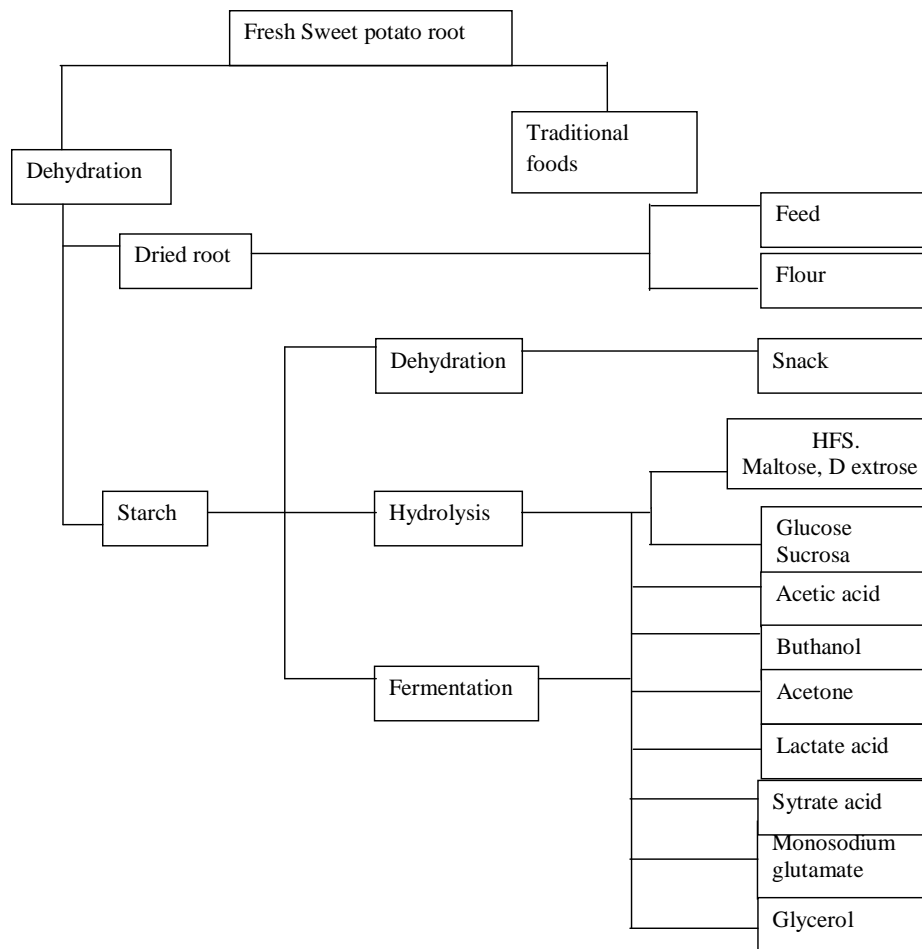 Fresh Sweet potato root
Traditional
foods
Dehydration
Feed
Dried root
Flour
Dehydration
Snack
HFS.
Maltose, D extrose
Starch
Hydrolysis
Glucose
Sucrosa
Acetic acid
Buthanol
Fermentation
Acetone
Lactate acid
Sytrate acid
Monosodium
glutamate
Glycerol